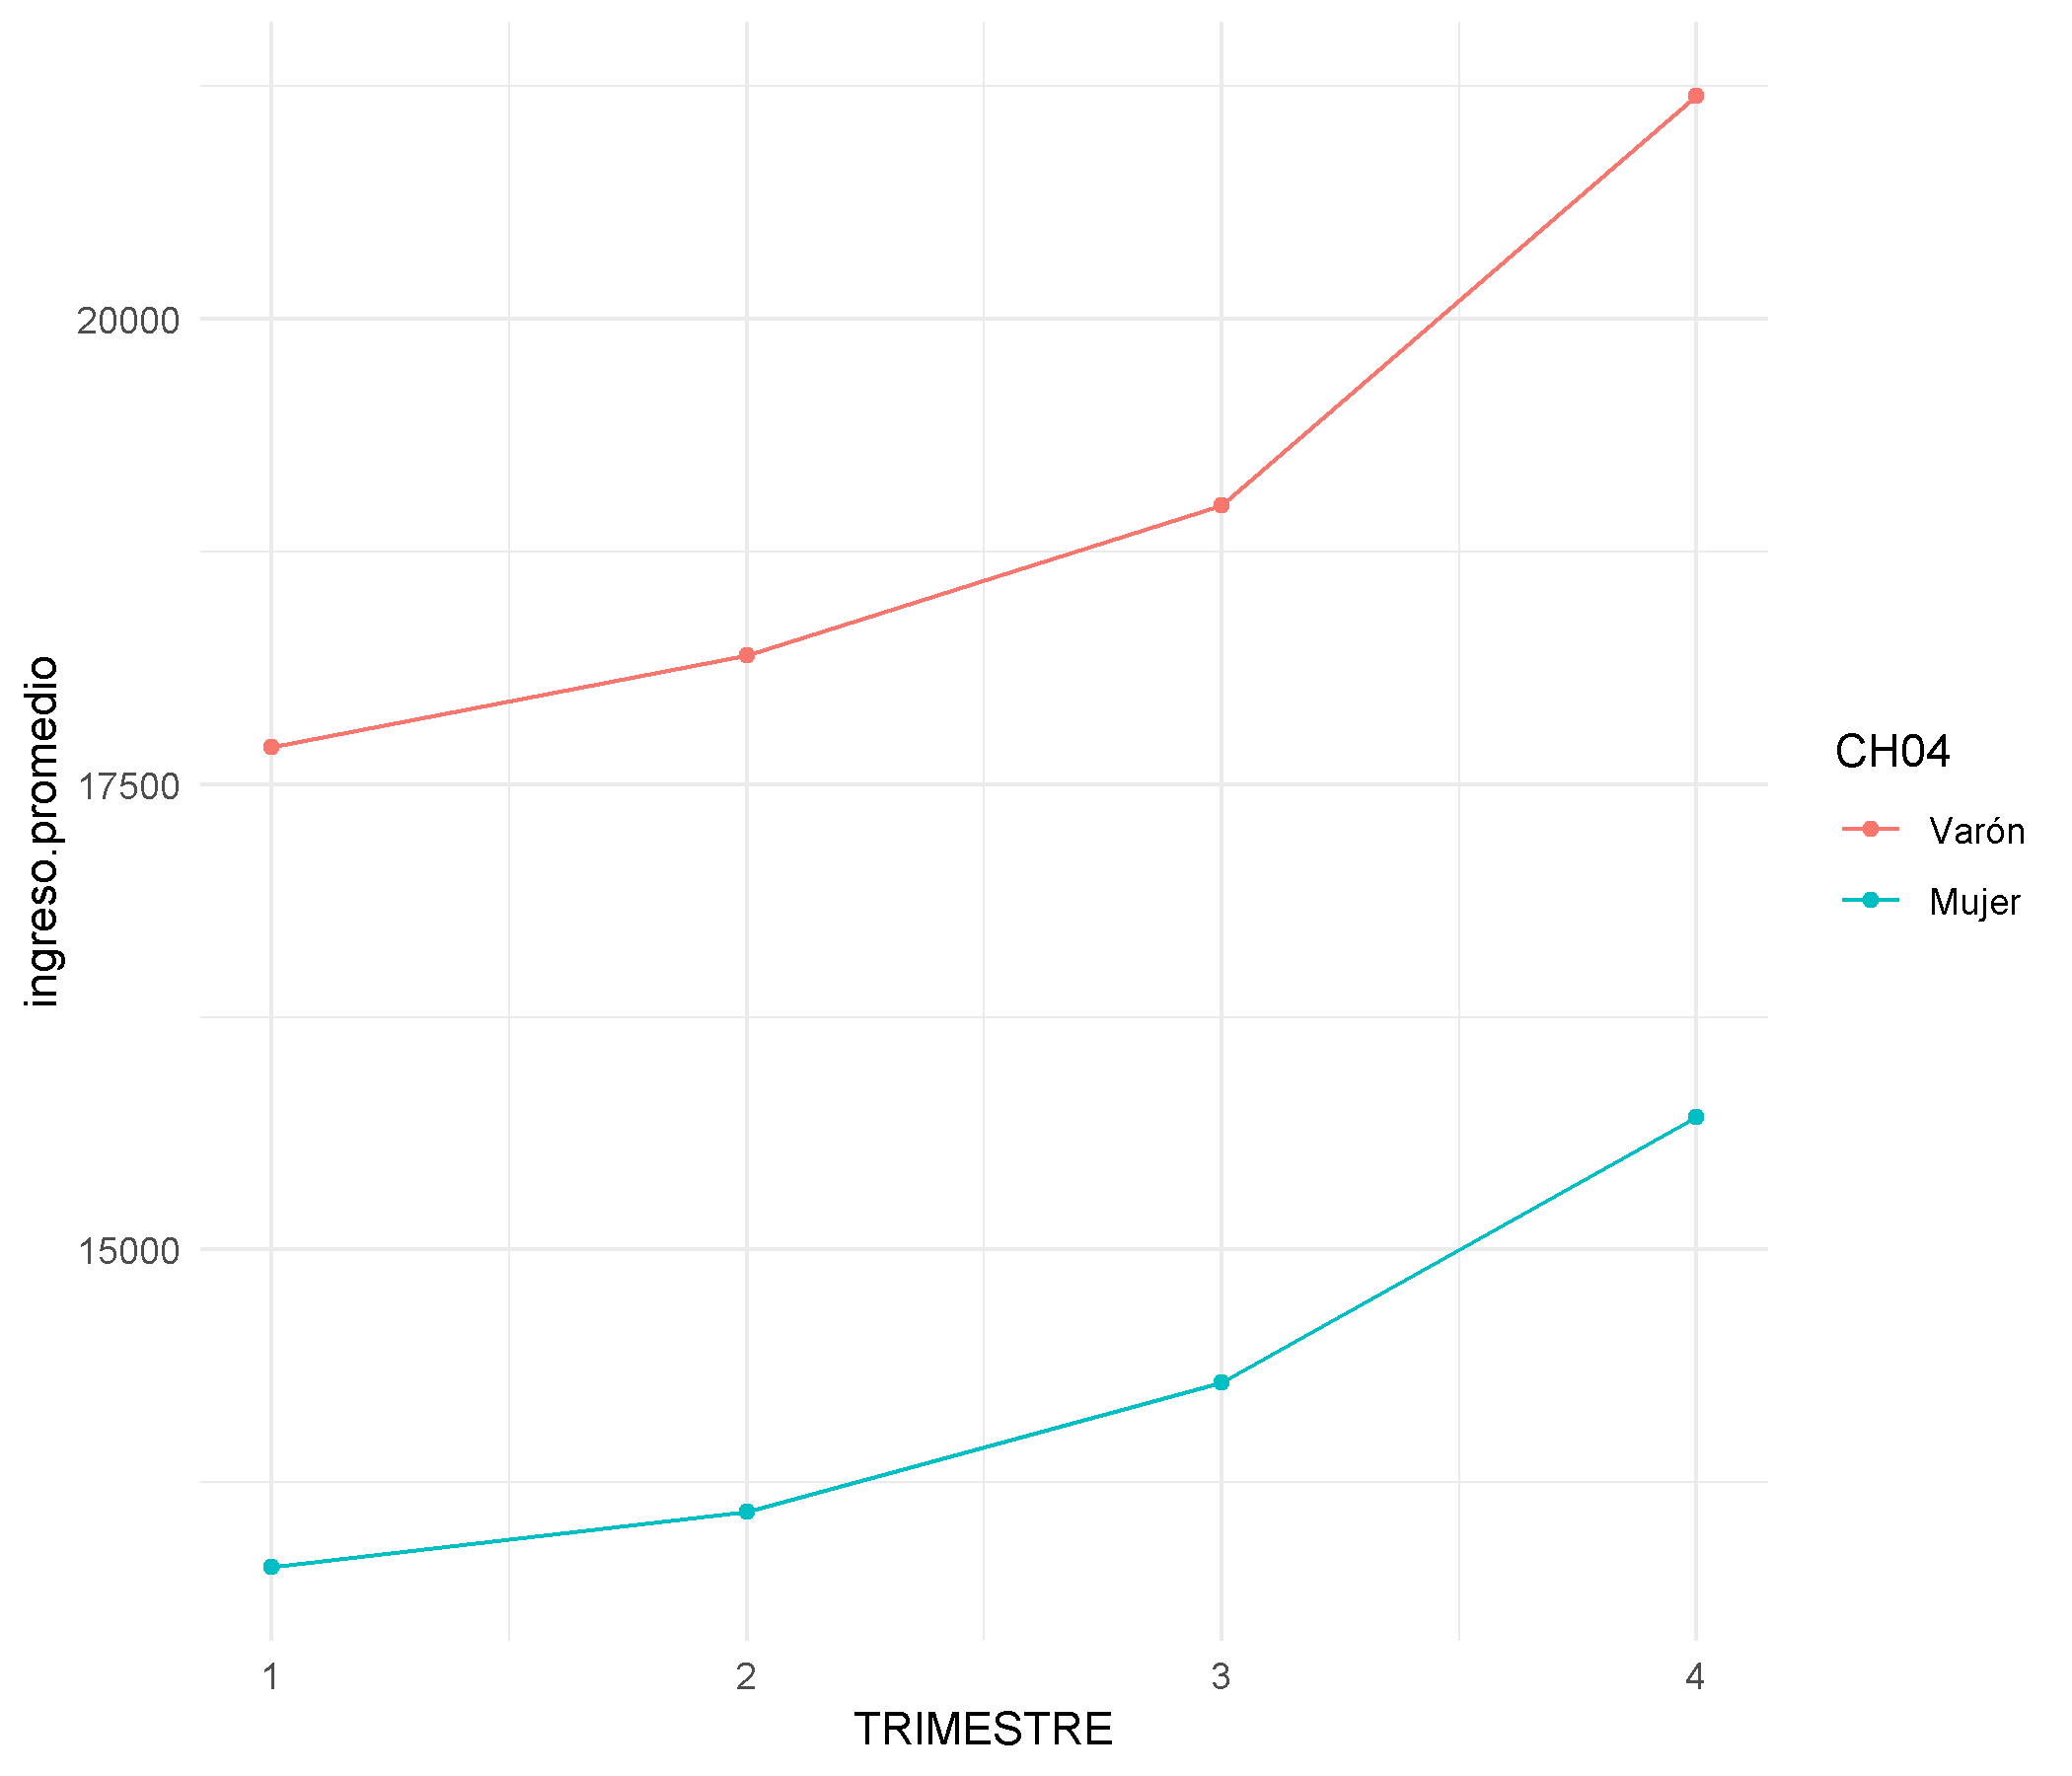 20000
17500
15000
ingreso.promedio
1 2 3 4
TRIMESTRE
CH04
Varón
Mujer